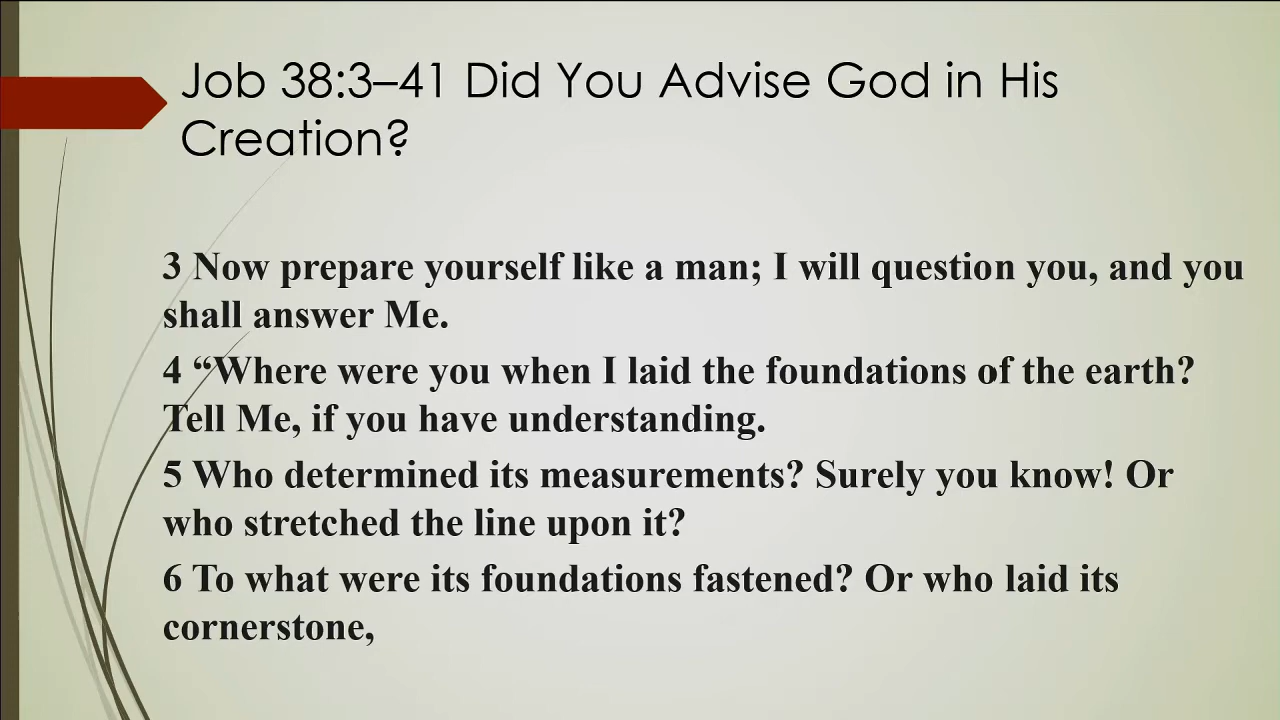 Job 38:3–41 Did You Advise God in His
Creation?
3 Now prepare yourself like a man; I will question you, and you
shall answer Me.
4 “Where were you when I laid the foundations of the earth?
Tell Me, if you have understanding.
5 Who determined its measurements? Surely you know! Or
who stretched the line upon it?
6 To what were its foundations fastened? Or who laid its
cornerstone,